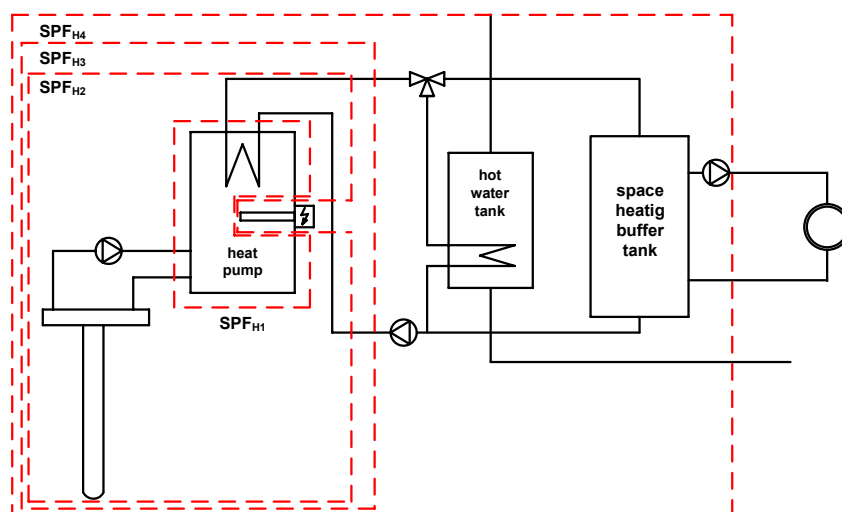 SPFH4
SPFH3
SPFH2
heat
pump
SPFH1
hot
water
tank
space
heatig
buffer
tank